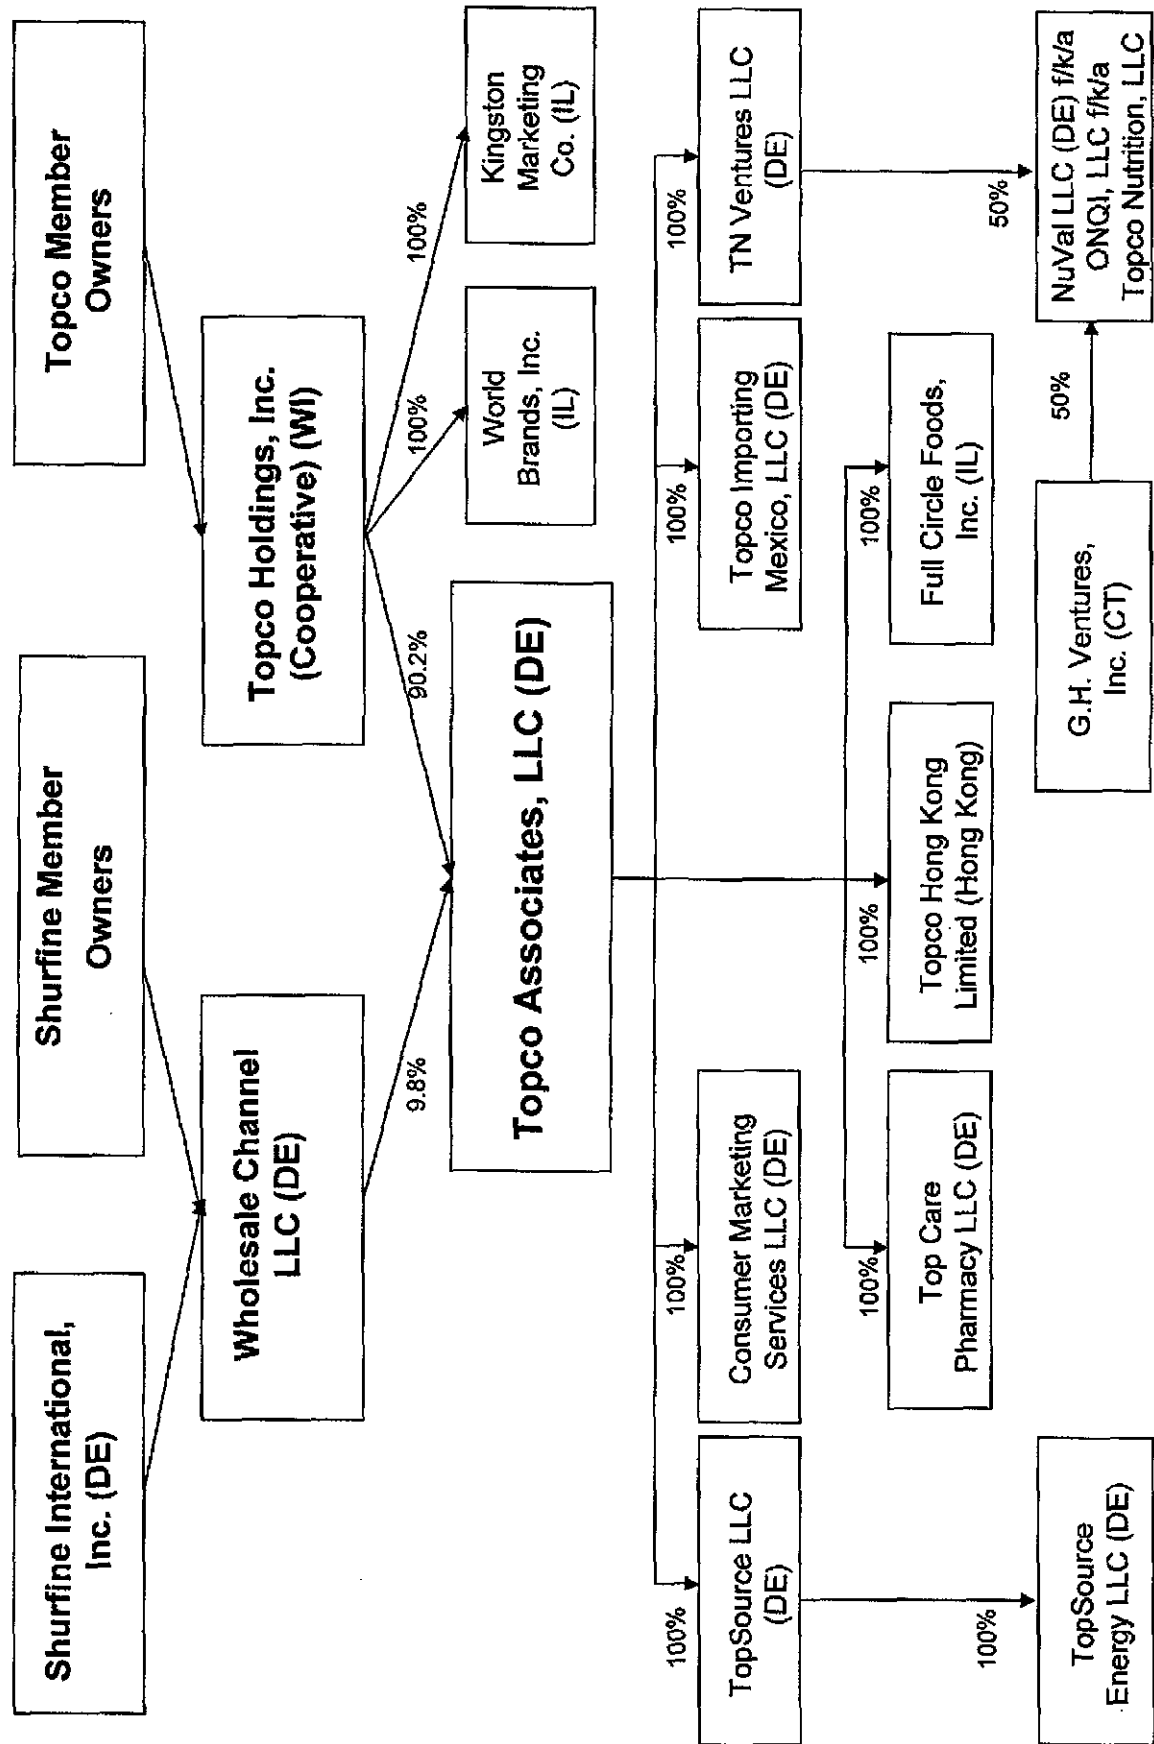 Shurfine International,
Inc. (DE)
Shurfine Member
Owners
Topco Member
Owners
Wholesale Channel
LLC (DE)
Topco Holdings, Inc.
(Cooperative) (WI)
9.8%
90.2%
100%
100%
Topco Associates, LLC (DE)
World
Brands, Inc.
(IL)
Kingston
Marketing
Co. (IL)
100%
100%
100%
100%
TopSource LLC
(DE)
Consumer Marketing
Services LLC (DE)
Topco Importing
Mexico, LLC (DE)
TN Ventures LLC
(DE)
100%
100%
100%
Top Care
Pharmacy LLC (DE)
Topco Hong Kong
Limited (Hong Kong)
Full Circle Foods,
Inc. (IL)
100%
50%
TopSource
Energy LLC (DE)
G.H. Ventures,
Inc. (CT)
50%
NuVal LLC (DE) f/k/a
ONQI, LLC f/k/a
Topco Nutrition, LLC